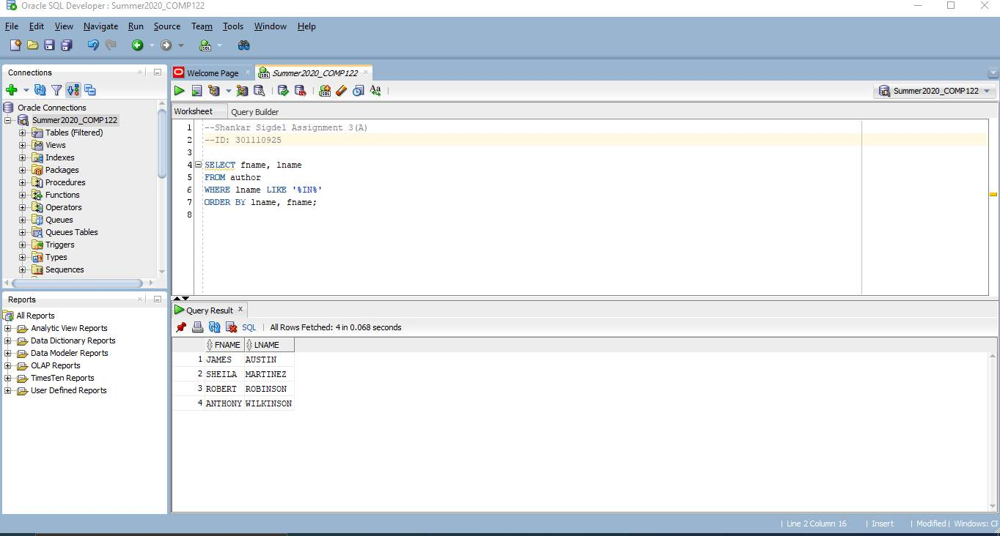 Oracle SQL Developer : Summer2020_COMP122
File Edit View Navigate Run Source Team Tools Window Help
Connections
Oracle Connections
Summer2020_COMP122
Tables (Filtered)
Views
Indexes
Packages
Procedures
Functions
Operators
Queues
Queues Tables
Triggers
Types
Sequences
Reports
All Reports
Analytic View Reports
Data Dictionary Reports
Data Modeler Reports
OLAP Reports
TimesTen Reports
User Defined Reports
Welcome Page Summer2020_COMP122
Summer2020_COMP122
Worksheet Query Builder
1 --Shankar Sigdel Assignment 3(A)
2 --ID: 301110925
3
4 SELECT fname, lname
5 FROM author
6 WHERE lname LIKE '%IN%'
7 ORDER BY lname, fname;
8
Query Result
SQL | All Rows Fetched: 4 in 0.068 seconds
FNAME LNAME
1 JAMES AUSTIN
2 SHEILA MARTINEZ
3 ROBERT ROBINSON
4 ANTHONY WILKINSON
| Line 2 Column 16 | Insert | Modified | Windows: CR